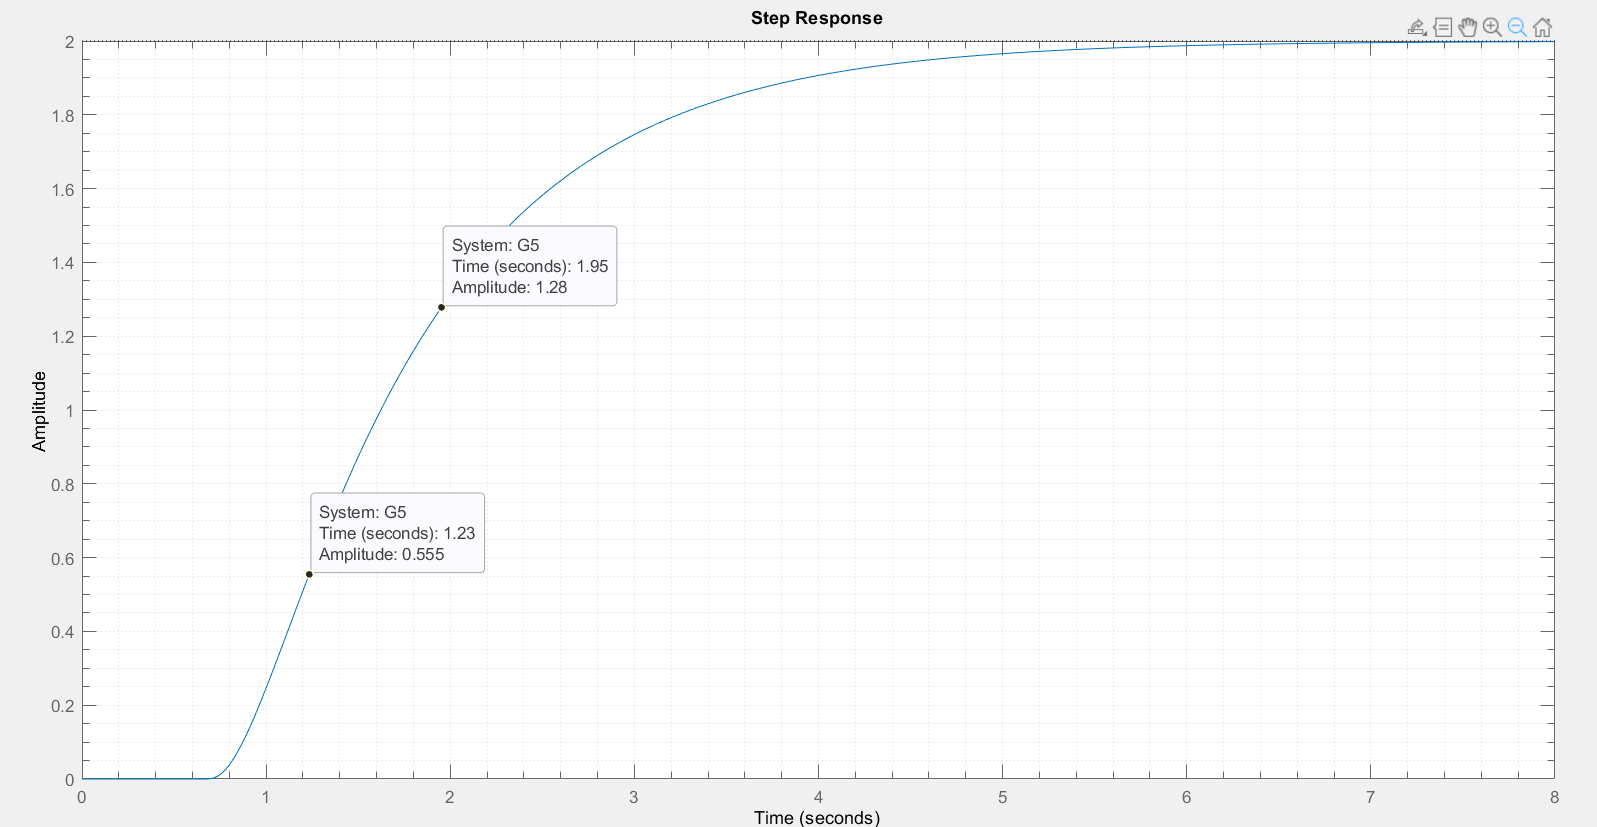 Step Response
2
1.8
1.6
1.4
1.2
1
0.8
0.6
0.4
0.2
0
Amplitude
System: G5
Time (seconds): 1.95
Amplitude: 1.28
System: G5
Time (seconds): 1.23
Amplitude: 0.555
0 1 2 3 4 5 6 7 8
Time (seconds)